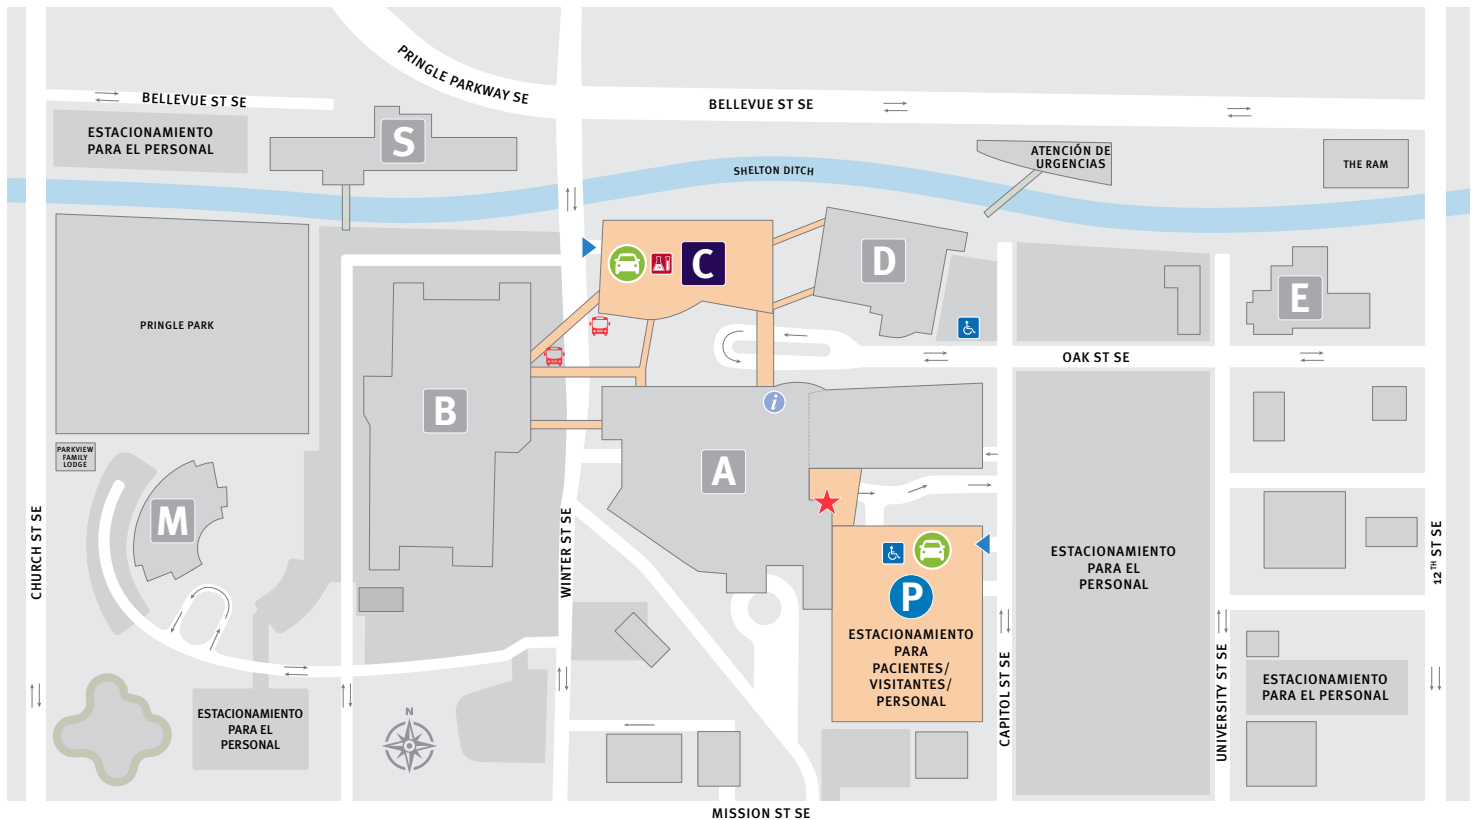 PRINGLE PARKWAY SE
BELLEVUE ST SE
BELLEVUE ST SE
ESTACIONAMIENTO
PARA EL PERSONAL
S
ATENCIÓN DE
URGENCIAS
THE RAM
SHELTON DITCH
C
D
E
PRINGLE PARK
OAK ST SE
B
i
A
PARKVIEW
FAMILY
LODGE
M
CHURCH ST SE
WINTER ST SE
12TH ST SE
P
ESTACIONAMIENTO
PARA
PACIENTES/
VISITANTES/
PERSONAL
ESTACIONAMIENTO
PARA EL
PERSONAL
CAPITOL ST SE
UNIVERSITY ST SE
ESTACIONAMIENTO
PARA EL PERSONAL
ESTACIONAMIENTO
PARA EL
PERSONAL
N
MISSION ST SE